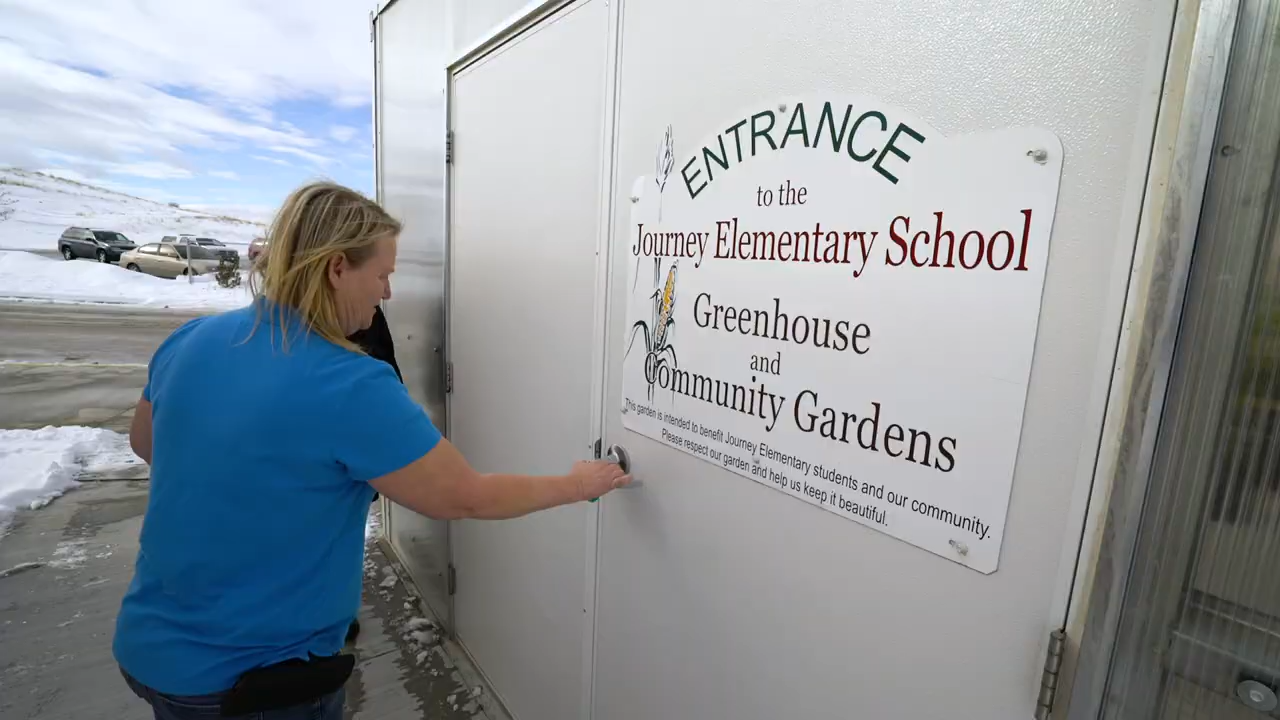 ENTRANCE
to the
Journey Elementary School
Greenhouse
and
Community Gardens
This garden is intended to benefit Journey Elementary students and our community.
Please respect our garden and help us keep it beautiful.